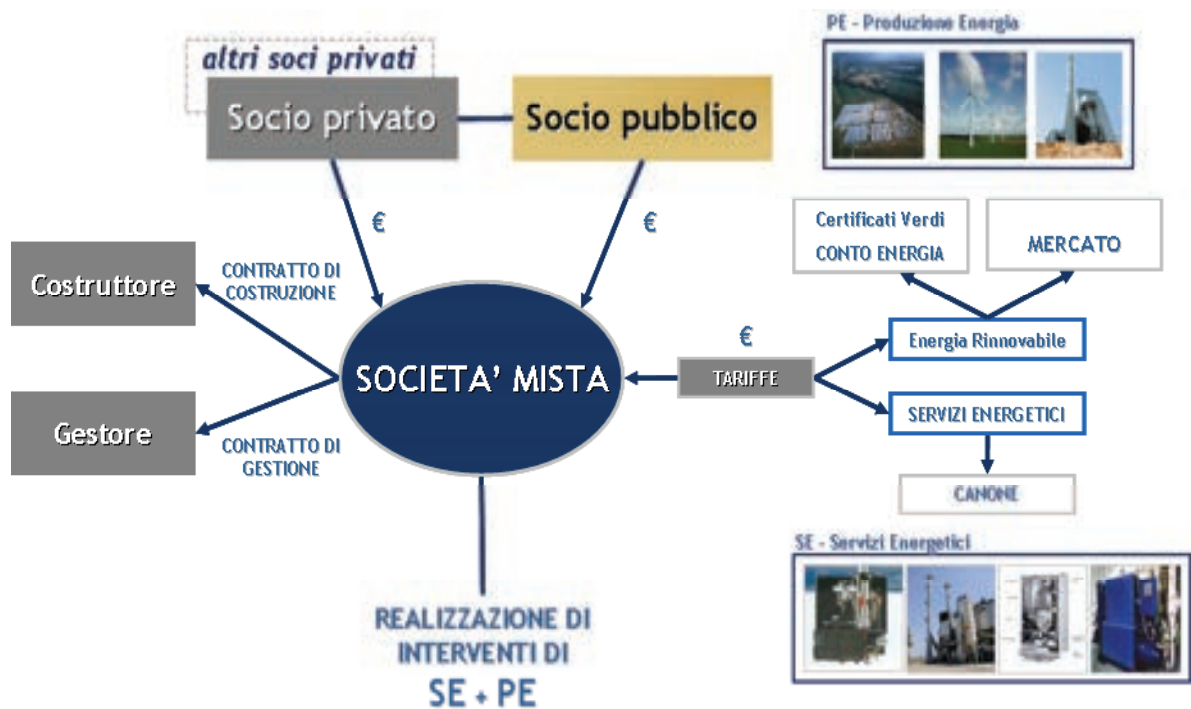 PE - Produzione Energia
altri soci privati
Socio privato
Socio pubblico
€
€
Certificati Verdi
CONTO ENERGIA
MERCATO
Costruttore
CONTRATTO DI
COSTRUZIONE
€
Energia Rinnovabile
SOCIETA' MISTA
TARIFFE
SERVIZI ENERGETICI
Gestore
CONTRATTO DI
GESTIONE
CANONE
SE - Servizi Energetici
REALIZZAZIONE DI
INTERVENTI DI
SE + PE